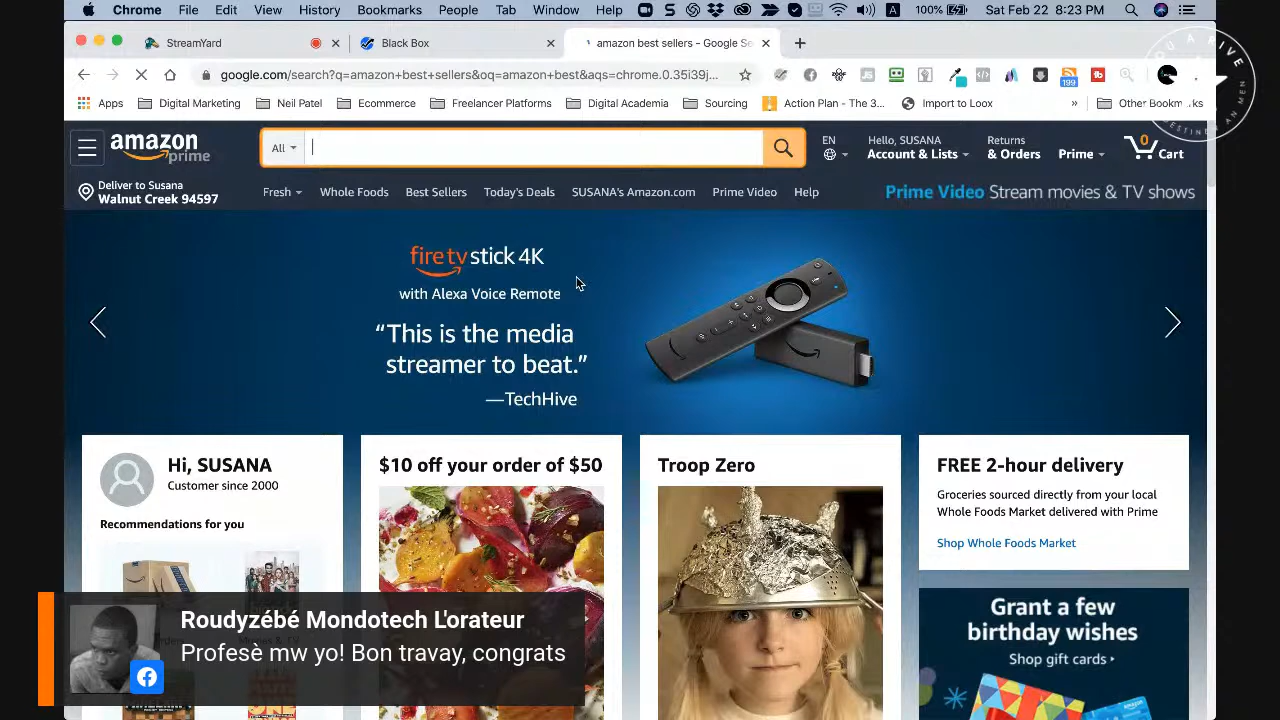 Chrome File Edit View History Bookmarks People Tab Window Help 100% Sat Feb 22 8:23 PM
StreamYard Black Box amazon best sellers - Google Se
google.com/search?q=amazon+best+sellers&oq=amazon+best&aqs=chrome.0.35i39j...
199
Apps Digital Marketing Neil Patel Ecommerce Freelancer Platforms Digital Academia Sourcing Action Plan - The 3... Import to Loox » Other Bookm
amazon prime
All
EN
Hello, SUSANA
Account & Lists
Returns
& Orders
Prime
0
Cart
Deliver to Susana
Walnut Creek 94597
Fresh Whole Foods Best Sellers Today's Deals SUSANA's Amazon.com Prime Video Help
Prime Video Stream movies & TV shows
fire tv stick 4K
with Alexa Voice Remote
“This is the media
streamer to beat.”
—TechHive
Hi, SUSANA
Customer since 2000
Recommendations for you
$10 off your order of $50
Troop Zero
FREE 2-hour delivery
Groceries sourced directly from your local
Whole Foods Market delivered with Prime
Shop Whole Foods Market
Grant a few
birthday wishes
Shop gift cards
Roudyzébé Mondotech L'orateur
Profesè mw yo! Bon travay, congrats